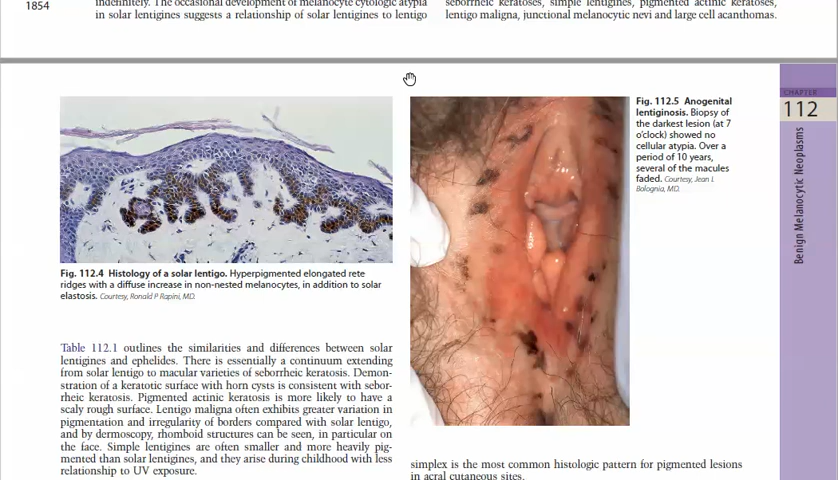 1854
indefinitely. The occasional development of melanocyte cytologic atypia
in solar lentigines suggests a relationship of solar lentigines to lentigo
seborrheic keratoses, simple lentigines, pigmented actinic keratoses,
lentigo maligna, junctional melanocytic nevi and large cell acanthomas.
CHAPTER
112
Benign Melanocytic Neoplasms
Fig. 112.4 Histology of a solar lentigo. Hyperpigmented elongated rete
ridges with a diffuse increase in non-nested melanocytes, in addition to solar
elastosis. Courtesy, Ronald P Rapini, MD.
Table 112.1 outlines the similarities and differences between solar
lentigines and ephelides. There is essentially a continuum extending
from solar lentigo to macular varieties of seborrheic keratosis. Demon-
stration of a keratotic surface with horn cysts is consistent with sebor-
rheic keratosis. Pigmented actinic keratosis is more likely to have a
scaly rough surface. Lentigo maligna often exhibits greater variation in
pigmentation and irregularity of borders compared with solar lentigo,
and by dermoscopy, rhomboid structures can be seen, in particular on
the face. Simple lentigines are often smaller and more heavily pig-
mented than solar lentigines, and they arise during childhood with less
relationship to UV exposure.
Fig. 112.5 Anogenital
lentiginosis. Biopsy of
the darkest lesion (at 7
o'clock) showed no
cellular atypia. Over a
period of 10 years,
several of the macules
faded. Courtesy, Jean L
Bolognia, MD.
simplex is the most common histologic pattern for pigmented lesions
in acral cutaneous sites.